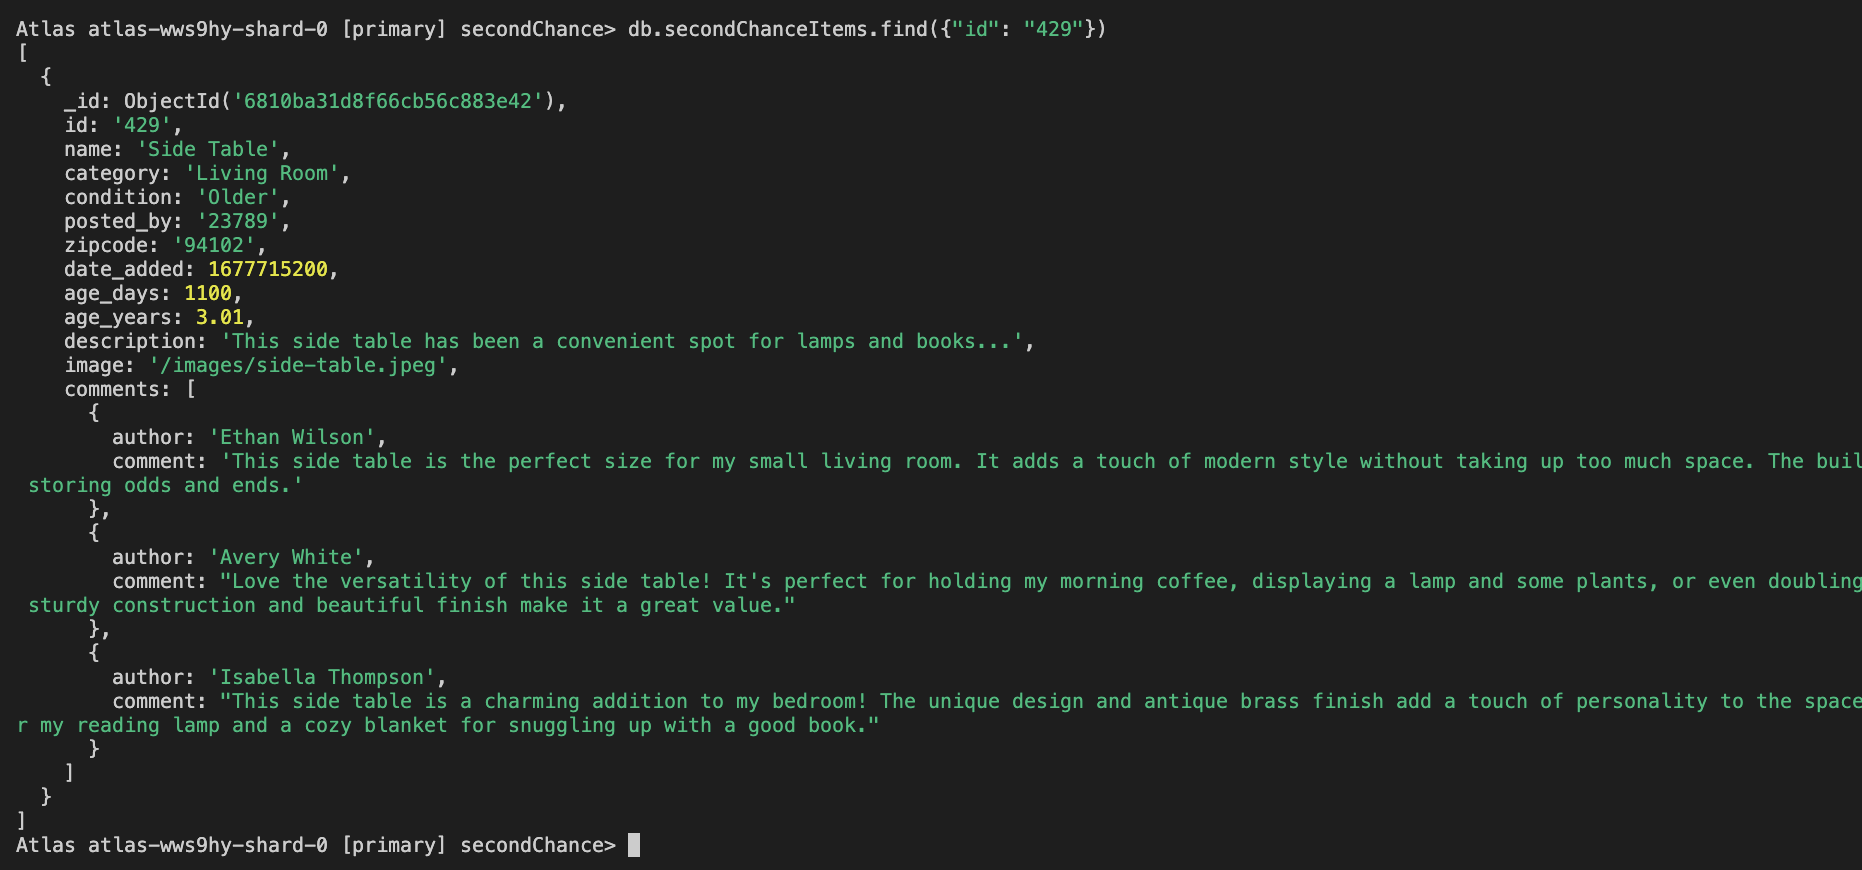 Atlas atlas-wws9hy-shard-0 [primary] secondChance> db.secondChanceItems.find({"id": "429"})
[
  {
    _id: ObjectId('6810ba31d8f66cb56c883e42'),
    id: '429',
    name: 'Side Table',
    category: 'Living Room',
    condition: 'Older',
    posted_by: '23789',
    zipcode: '94102',
    date_added: 1677715200,
    age_days: 1100,
    age_years: 3.01,
    description: 'This side table has been a convenient spot for lamps and books...',
    image: '/images/side-table.jpeg',
    comments: [
      {
        author: 'Ethan Wilson',
        comment: 'This side table is the perfect size for my small living room. It adds a touch of modern style without taking up too much space. The buil
 storing odds and ends.'
      },
      {
        author: 'Avery White',
        comment: "Love the versatility of this side table! It's perfect for holding my morning coffee, displaying a lamp and some plants, or even doubling
 sturdy construction and beautiful finish make it a great value."
      },
      {
        author: 'Isabella Thompson',
        comment: "This side table is a charming addition to my bedroom! The unique design and antique brass finish add a touch of personality to the space
r my reading lamp and a cozy blanket for snuggling up with a good book."
      }
    ]
  }
]
Atlas atlas-wws9hy-shard-0 [primary] secondChance>